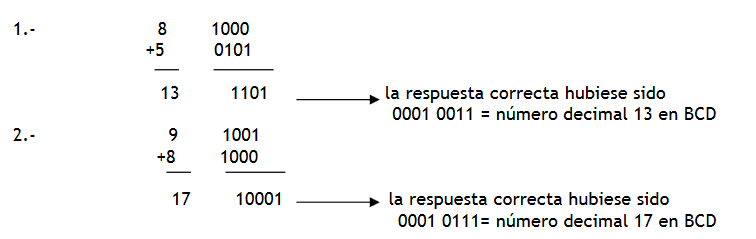 1.- 8 1000
+5 0101
13 1101 la respuesta correcta hubiese sido
0001 0011 = número decimal 13 en BCD
2.- 9 1001
+8 1000
17 10001 la respuesta correcta hubiese sido
0001 0111= número decimal 17 en BCD